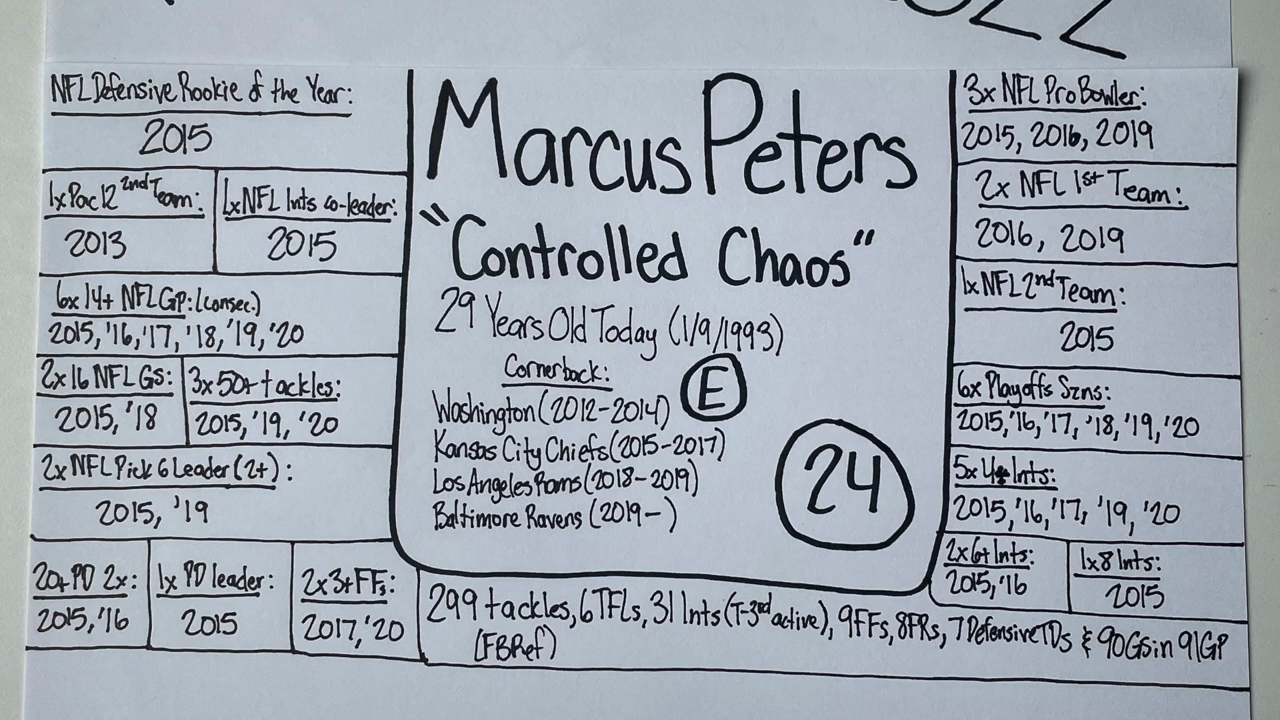 NFL Defensive Rookie of the Year:
2015
1x Pac12 2nd Team:
2013
1x NFL Ints co-leader:
2015
6x 14+ NFL GP: (consec.)
2015, '16, '17, '18, '19, '20
2x 16 NFL GS:
2015, '18
3x 50+ tackles:
2015, '19, '20
2x NFL Pick 6 Leader (2+):
2015, '19
20+ PD 2x:
2015, '16
1x PD leader:
2015
2x 3+ FFs:
2017, '20
Marcus Peters
"Controlled Chaos"
29 Years Old Today (1/9/1993)
Cornerback:
E
Washington (2012-2014)
Kansas City Chiefs (2015-2017)
Los Angeles Rams (2018-2019)
Baltimore Ravens (2019- )
24
299 tackles, 6 TFLs, 31 Ints (T-3rd active), 9 FFs, 8 FRs, 7 Defensive TDs & 90 GS in 91 GP
(FBRef)
3x NFL Pro Bowler:
2015, 2016, 2019
2x NFL 1st Team:
2016, 2019
1x NFL 2nd Team:
2015
6x Playoffs Szns:
2015, '16, '17, '18, '19, '20
5x 4+ Ints:
2015, '16, '17, '19, '20
2x 6+ Ints:
2015, '16
1x 8 Ints:
2015